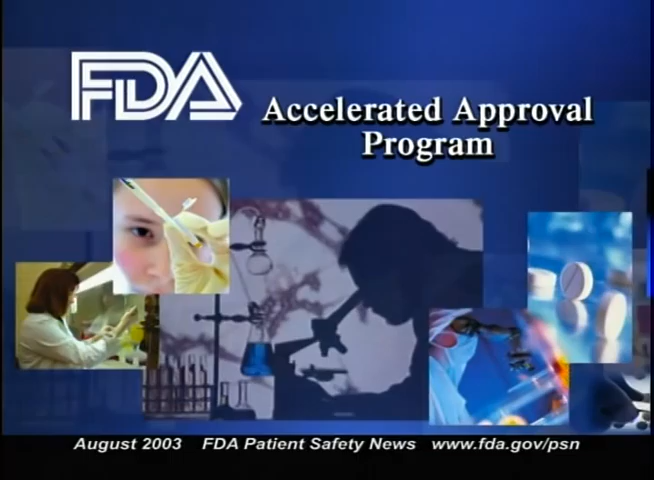 FDA
Accelerated Approval
Program
August 2003 FDA Patient Safety News www.fda.gov/psn